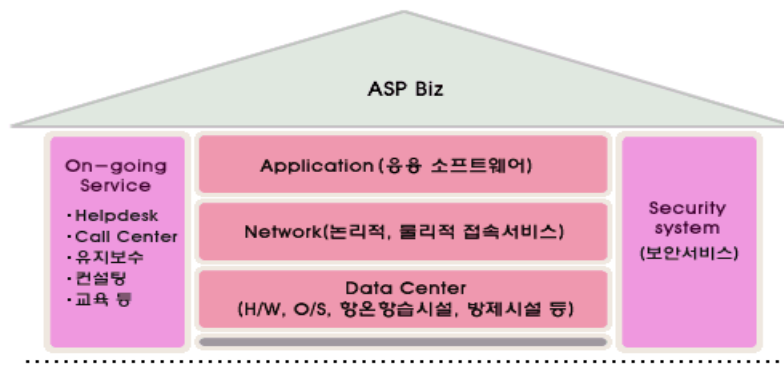 ASP Biz
On-going
Service
·Helpdesk
·Call Center
·유지보수
·컨설팅
·교육 등
Application (응용 소프트웨어)
Network(논리적, 물리적 접속서비스)
Data Center
(H/W, O/S, 항온항습시설, 방제시설 등)
Security
system
(보안서비스)